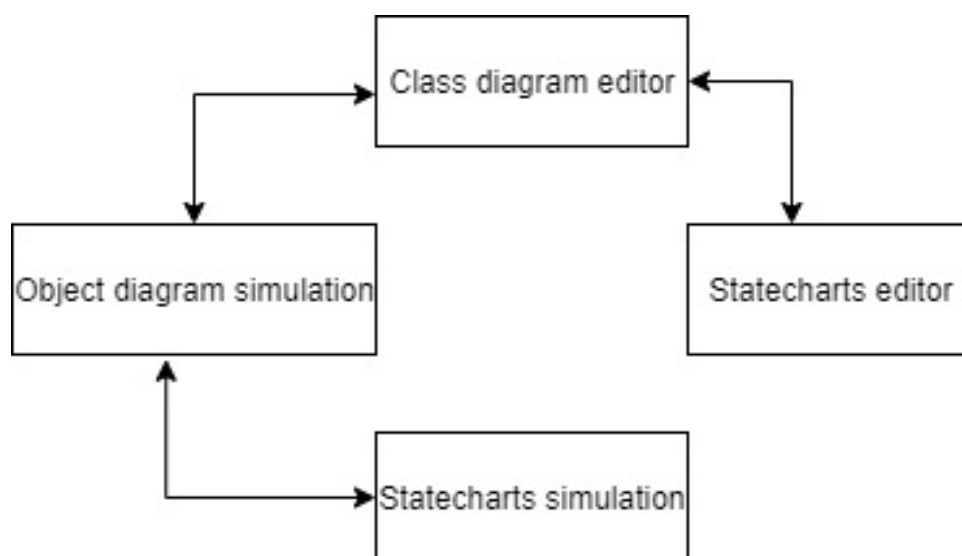 Class diagram editor
Object diagram simulation
Statecharts editor
Statecharts simulation